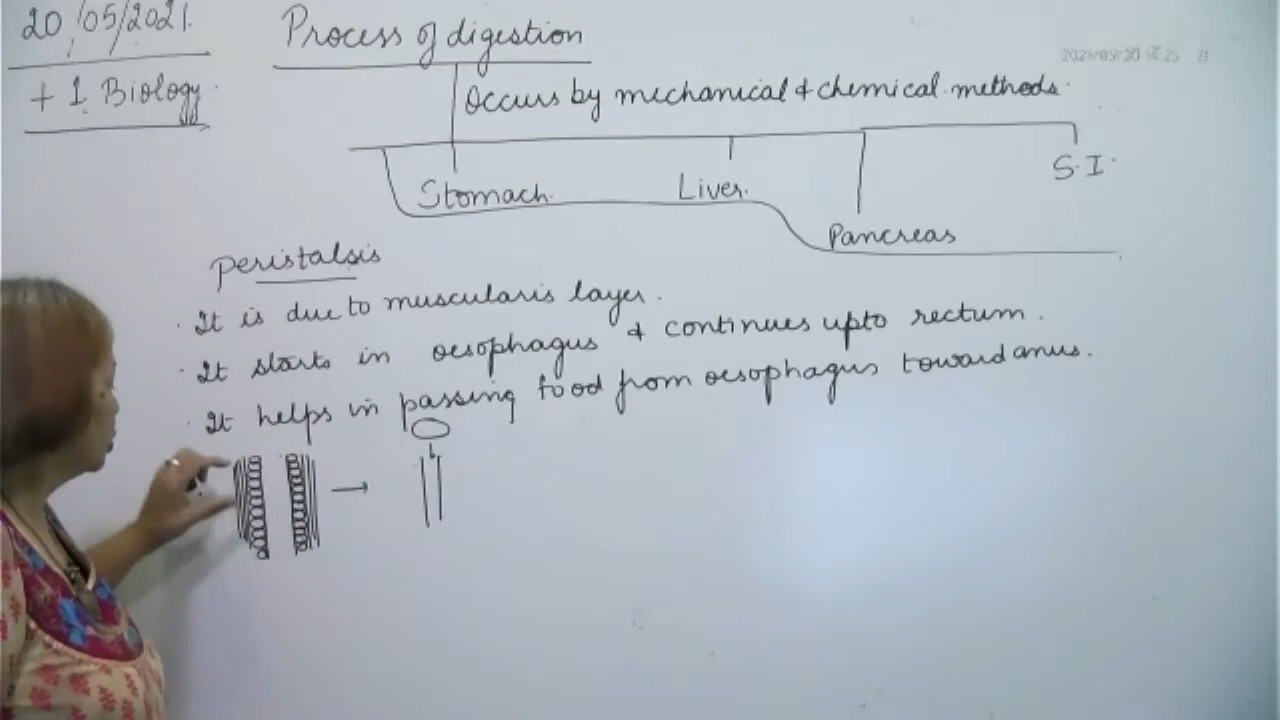 20/05/2021.
+ 1 Biology.
Process of digestion
Occurs by mechanical & chemical methods.
Stomach.
Liver.
Pancreas
S.I.
Peristalsis
. It is due to muscularis layer.
. It starts in oesophagus & continues upto rectum.
. It helps in passing food from oesophagus toward anus.